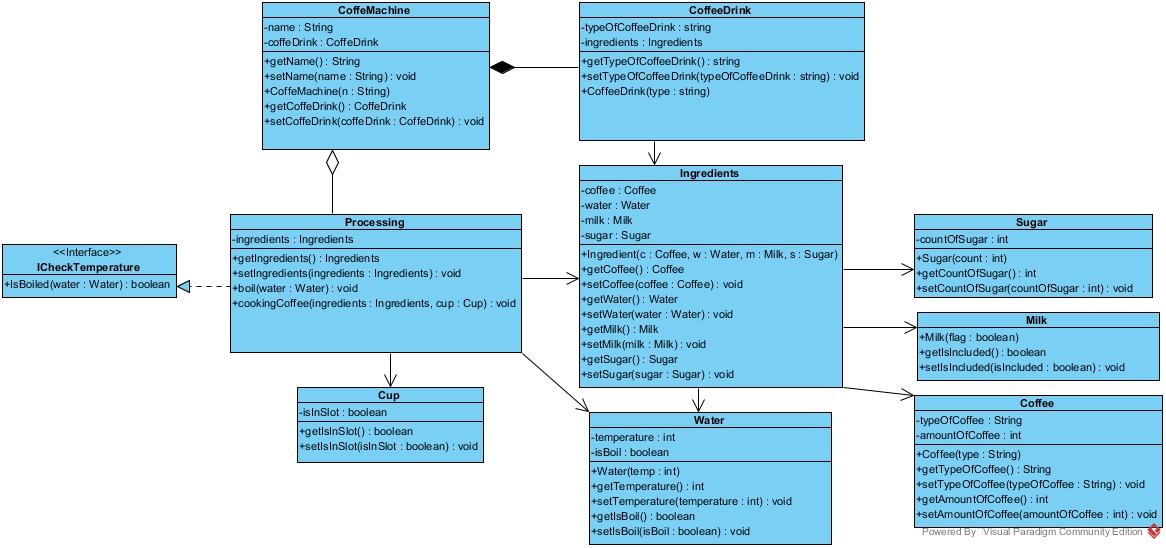 CoffeMachine
-name : String
-coffeDrink : CoffeDrink
+getName() : String
+setName(name : String) : void
+CoffeMachine(n : String)
+getCoffeDrink() : CoffeDrink
+setCoffeDrink(coffeDrink : CoffeDrink) : void
CoffeeDrink
-typeOfCoffeeDrink : string
-ingredients : Ingredients
+getTypeOfCoffeeDrink() : string
+setTypeOfCoffeeDrink(typeOfCoffeeDrink : string) : void
+CoffeeDrink(type : string)
Ingredients
-coffee : Coffee
-water : Water
-milk : Milk
-sugar : Sugar
+Ingredient(c : Coffee, w : Water, m : Milk, s : Sugar)
+getCoffee() : Coffee
+setCoffee(coffee : Coffee) : void
+getWater() : Water
+setWater(water : Water) : void
+getMilk() : Milk
+setMilk(milk : Milk) : void
+getSugar() : Sugar
+setSugar(sugar : Sugar) : void
Processing
-ingredients : Ingredients
+getIngredients() : Ingredients
+setIngredients(ingredients : Ingredients) : void
+boil(water : Water) : void
+cookingCoffee(ingredients : Ingredients, cup : Cup) : void
<<Interface>>
ICheckTemperature
+IsBoiled(water : Water) : boolean
Sugar
-countOfSugar : int
+Sugar(count : int)
+getCountOfSugar() : int
+setCountOfSugar(countOfSugar : int) : void
Milk
+Milk(flag : boolean)
+getIsIncluded() : boolean
+setIsIncluded(isIncluded : boolean) : void
Cup
-isInSlot : boolean
+getIsInSlot() : boolean
+setIsInSlot(isInSlot : boolean) : void
Water
-temperature : int
-isBoil : boolean
+Water(temp : int)
+getTemperature() : int
+setTemperature(temperature : int) : void
+getIsBoil() : boolean
+setIsBoil(isBoil : boolean) : void
Coffee
-typeOfCoffee : String
-amountOfCoffee : int
+Coffee(type : String)
+getTypeOfCoffee() : String
+setTypeOfCoffee(typeOfCoffee : String) : void
+getAmountOfCoffee() : int
+setAmountOfCoffee(amountOfCoffee : int) : void
Powered By Visual Paradigm Community Edition